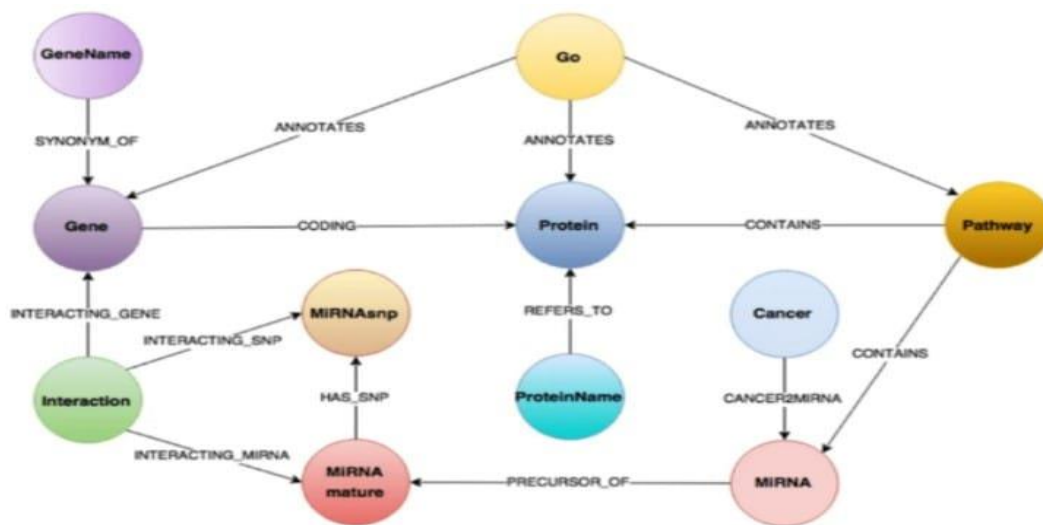 GeneName
Go
ANNOTATES
ANNOTATES
ANNOTATES
SYNONYM_OF
Gene
CODING
Protein
CONTAINS
Pathway
INTERACTING_GENE
INTERACTING_SNP
MiRNAsnp
REFERS_TO
Cancer
CONTAINS
Interaction
HAS_SNP
ProteinName
CANCER2MIRNA
INTERACTING_MIRNA
MiRNA
mature
PRECURSOR_OF
MiRNA